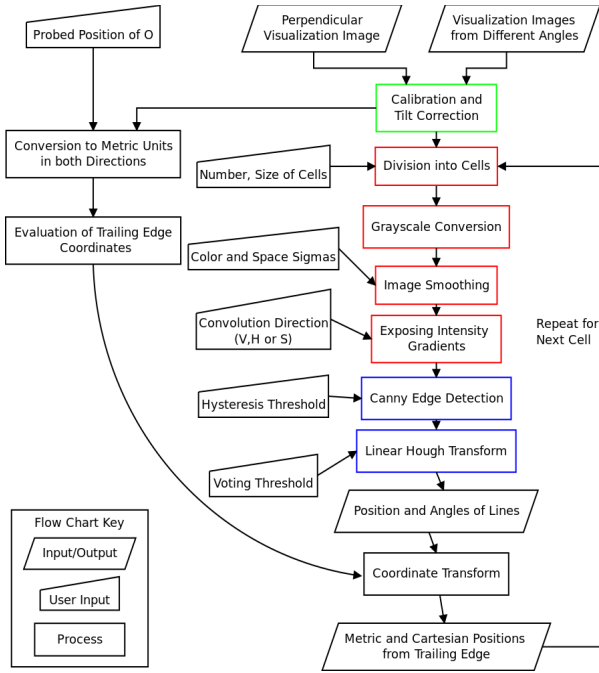 Probed Position of O
Perpendicular
Visualization Image
Visualization Images
from Different Angles
Calibration and
Tilt Correction
Conversion to Metric Units
in both Directions
Number, Size of Cells
Division into Cells
Evaluation of Trailing Edge
Coordinates
Grayscale Conversion
Color and Space Sigmas
Image Smoothing
Convolution Direction
(V,H or S)
Exposing Intensity
Gradients
Repeat for
Next Cell
Hysteresis Threshold
Canny Edge Detection
Linear Hough Transform
Voting Threshold
Position and Angles of Lines
Flow Chart Key
Input/Output
User Input
Process
Coordinate Transform
Metric and Cartesian Positions
from Trailing Edge